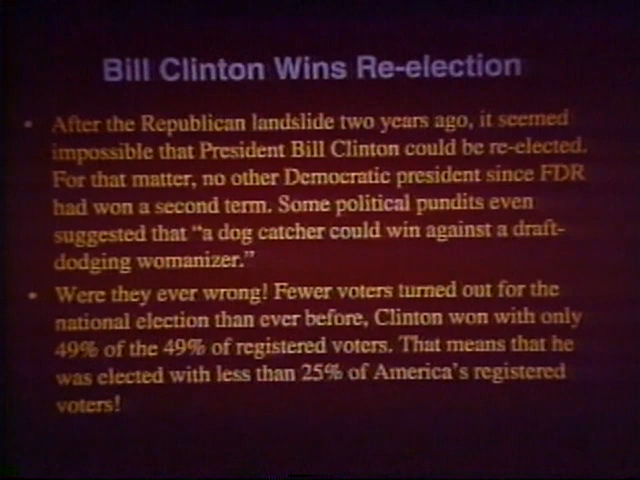 Bill Clinton Wins Re-election
• After the Republican landslide two years ago, it seemed
impossible that President Bill Clinton could be re-elected.
For that matter, no other Democratic president since FDR
had won a second term. Some political pundits even
suggested that "a dog catcher could win against a draft-
dodging womanizer."
• Were they ever wrong! Fewer voters turned out for the
national election than ever before, Clinton won with only
49% of the 49% of registered voters. That means that he
was elected with less than 25% of America's registered
voters!